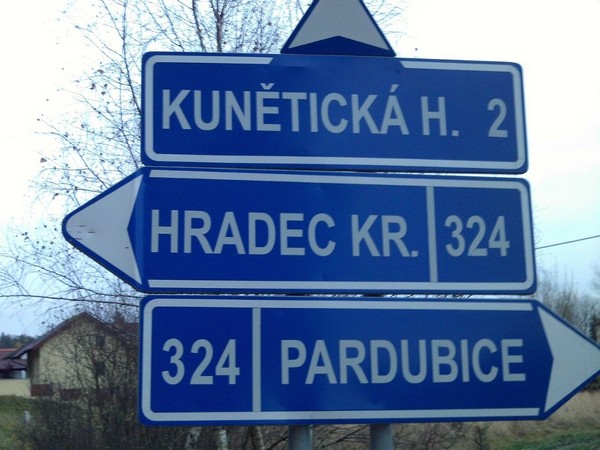 KUNĚTICKÁ H. 2
HRADEC KR. 324
324 PARDUBICE